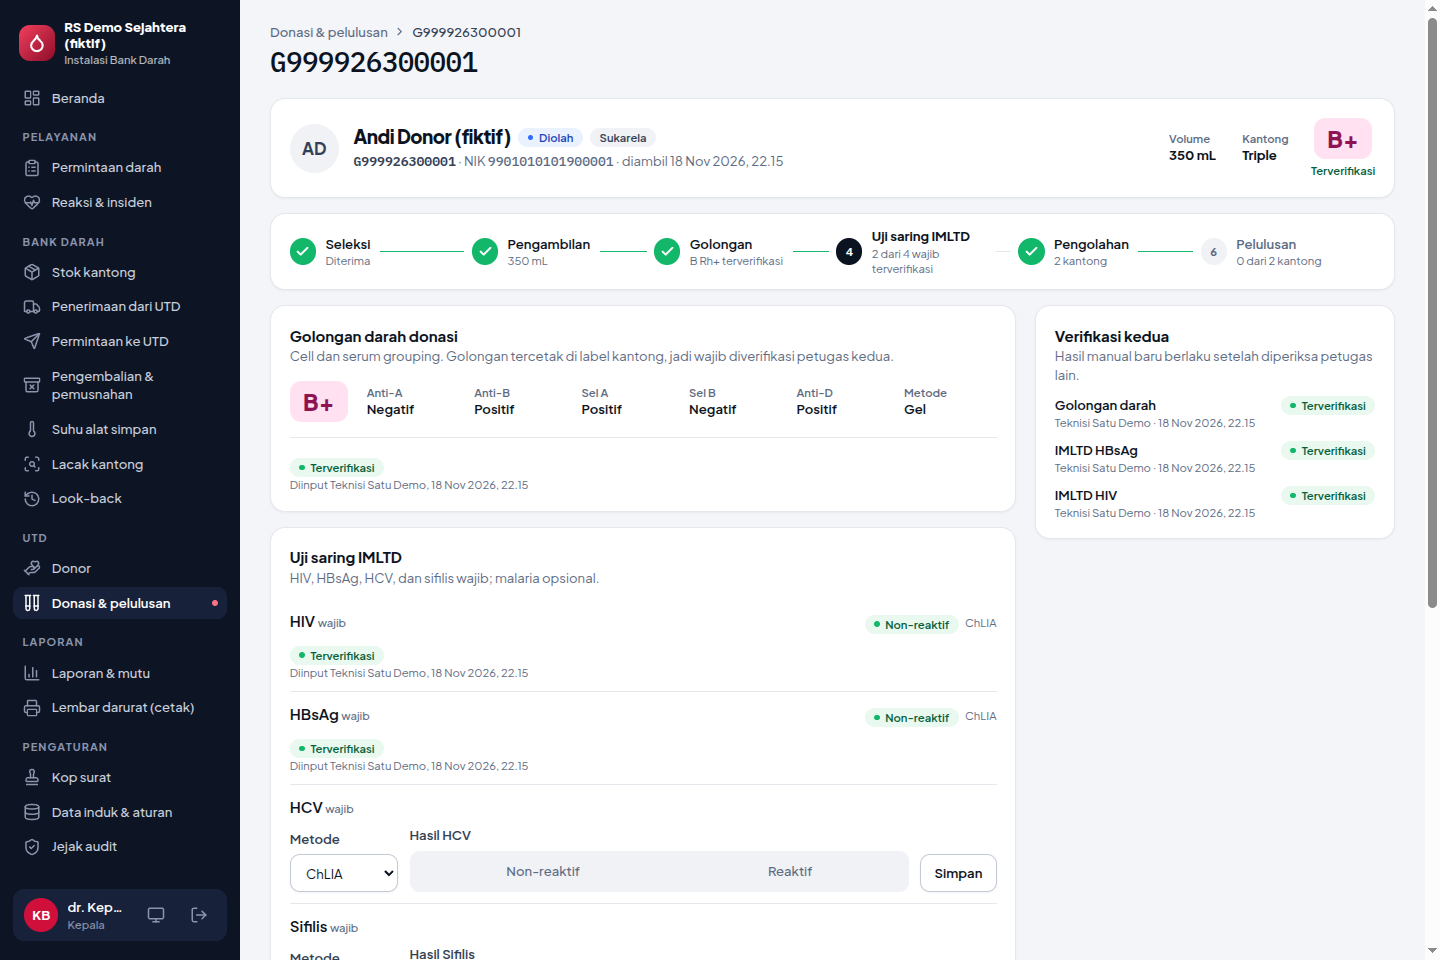 RS Demo Sejahtera
(fiktif)
Instalasi Bank Darah
Beranda
PELAYANAN
Permintaan darah
Reaksi & insiden
BANK DARAH
Stok kantong
Penerimaan dari UTD
Permintaan ke UTD
Pengembalian &
pemusnahan
Suhu alat simpan
Lacak kantong
Look-back
UTD
Donor
Donasi & pelulusan
LAPORAN
Laporan & mutu
Lembar darurat (cetak)
PENGATURAN
Kop surat
Data induk & aturan
Jejak audit
KB
dr. Kep...
Kepala
Donasi & pelulusan > G999926300001
G999926300001
AD
Andi Donor (fiktif) Diolah Sukarela
G999926300001 · NIK 9901010101900001 · diambil 18 Nov 2026, 22.15
Volume
350 mL
Kantong
Triple
B+
Terverifikasi
Seleksi
Diterima
Pengambilan
350 mL
Golongan
B Rh+ terverifikasi
4
Uji saring IMLTD
2 dari 4 wajib
terverifikasi
Pengolahan
2 kantong
6
Pelulusan
0 dari 2 kantong
Golongan darah donasi
Cell dan serum grouping. Golongan tercetak di label kantong, jadi wajib diverifikasi petugas kedua.
B+
Anti-A
Negatif
Anti-B
Positif
Sel A
Positif
Sel B
Negatif
Anti-D
Positif
Metode
Gel
Terverifikasi
Diinput Teknisi Satu Demo, 18 Nov 2026, 22.15
Uji saring IMLTD
HIV, HBsAg, HCV, dan sifilis wajib; malaria opsional.
HIV wajib
Non-reaktif ChLIA
Terverifikasi
Diinput Teknisi Satu Demo, 18 Nov 2026, 22.15
HBsAg wajib
Non-reaktif ChLIA
Terverifikasi
Diinput Teknisi Satu Demo, 18 Nov 2026, 22.15
HCV wajib
Metode
Hasil HCV
ChLIA
Non-reaktif
Reaktif
Simpan
Sifilis wajib
Metode
Hasil Sifilis
Verifikasi kedua
Hasil manual baru berlaku setelah diperiksa petugas
lain.
Golongan darah
Terverifikasi
Teknisi Satu Demo · 18 Nov 2026, 22.15
IMLTD HBsAg
Terverifikasi
Teknisi Satu Demo · 18 Nov 2026, 22.15
IMLTD HIV
Terverifikasi
Teknisi Satu Demo · 18 Nov 2026, 22.15